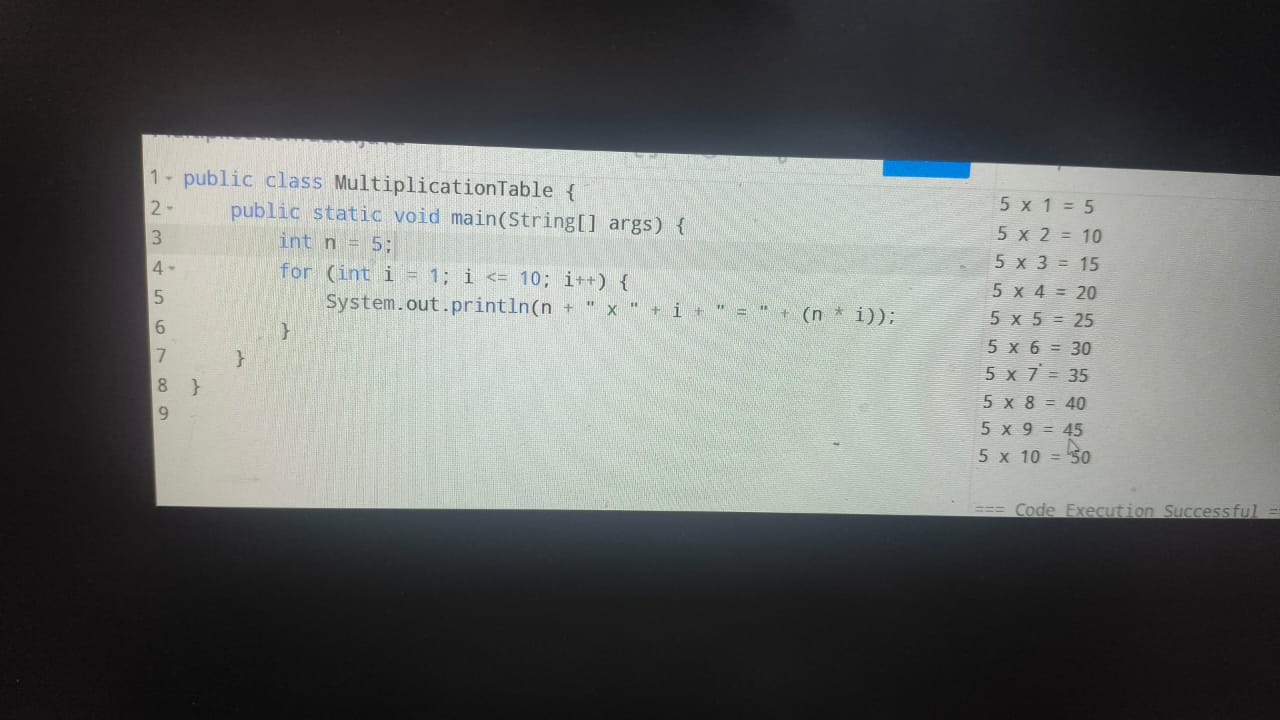 1 public class MultiplicationTable {
2 public static void main(String[] args) {
3 int n = 5;
4 for (int i = 1; i <= 10; i++) {
5 System.out.println(n + " x " + i + " = " + (n * i));
6 }
7 }
8 }
9
5 x 1 = 5
5 x 2 = 10
5 x 3 = 15
5 x 4 = 20
5 x 5 = 25
5 x 6 = 30
5 x 7 = 35
5 x 8 = 40
5 x 9 = 45
5 x 10 = 50
=== Code Execution Successful =